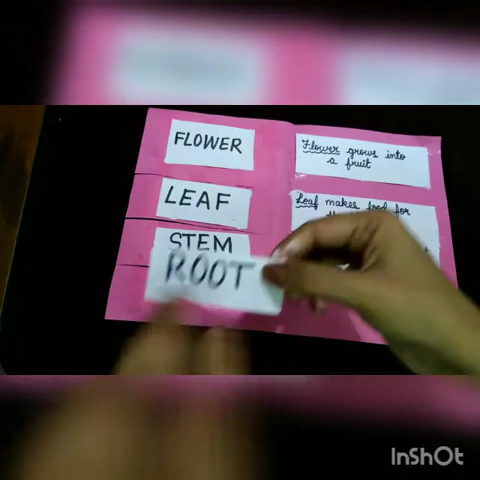 FLOWER
Flower grows into
a fruit
LEAF
Leaf makes food for
STEM
ROOT
INSHOT